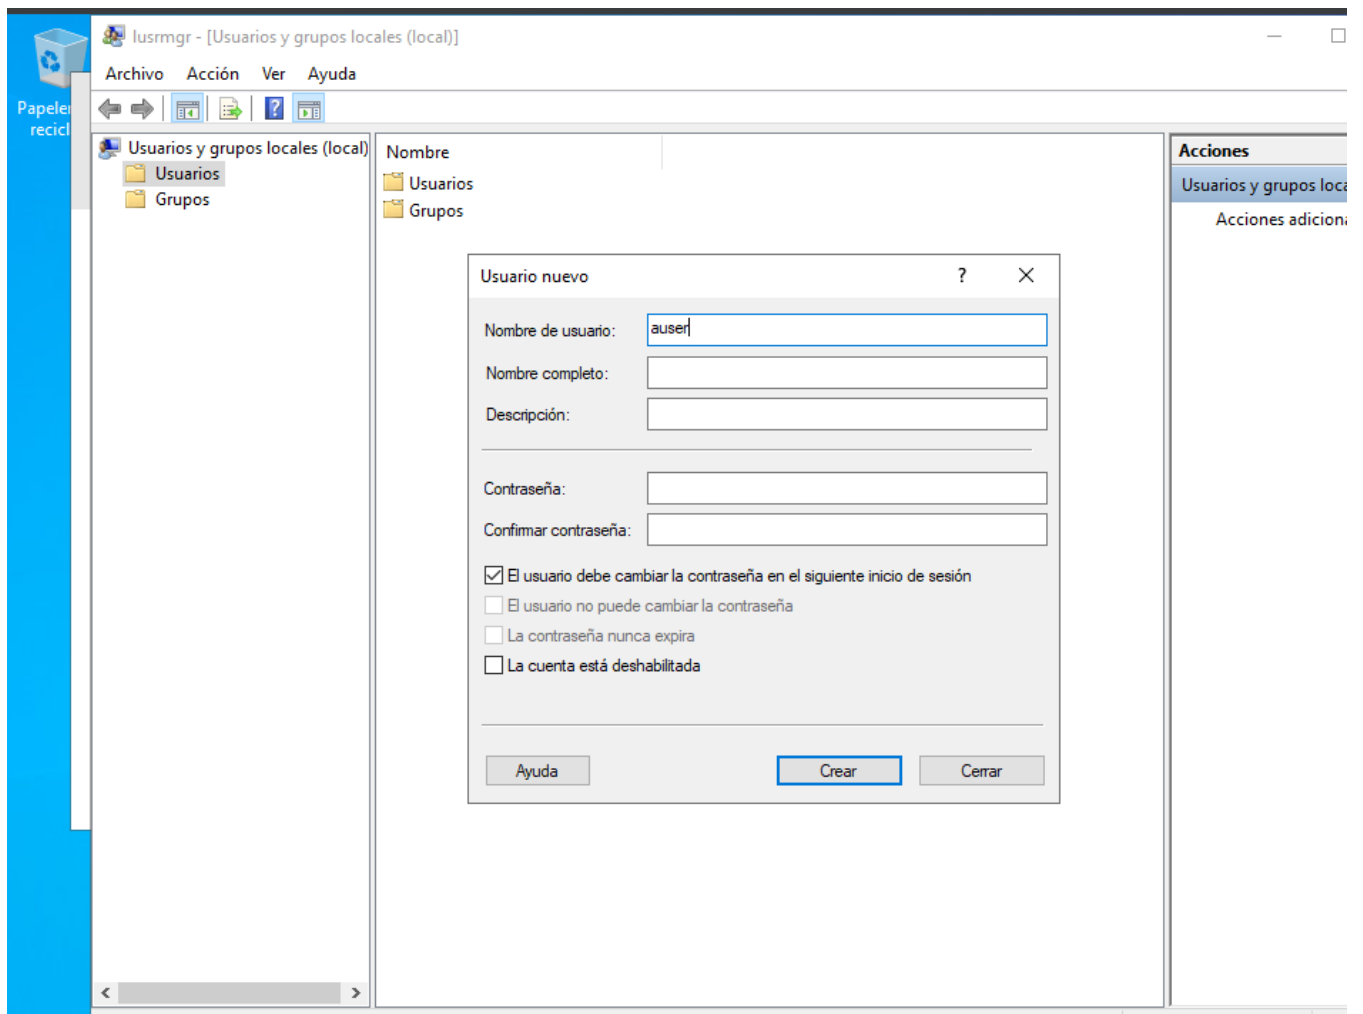 lusrmgr - [Usuarios y grupos locales (local)]
Archivo Acción Ver Ayuda
Usuarios y grupos locales (local)
Usuarios
Grupos
Nombre
Usuarios
Grupos
Acciones
Usuarios y grupos loca
Acciones adiciona
Papeler
recicl
Usuario nuevo
Nombre de usuario: auser
Nombre completo:
Descripción:
Contraseña:
Confirmar contraseña:
El usuario debe cambiar la contraseña en el siguiente inicio de sesión
El usuario no puede cambiar la contraseña
La contraseña nunca expira
La cuenta está deshabilitada
Ayuda Crear Cerrar